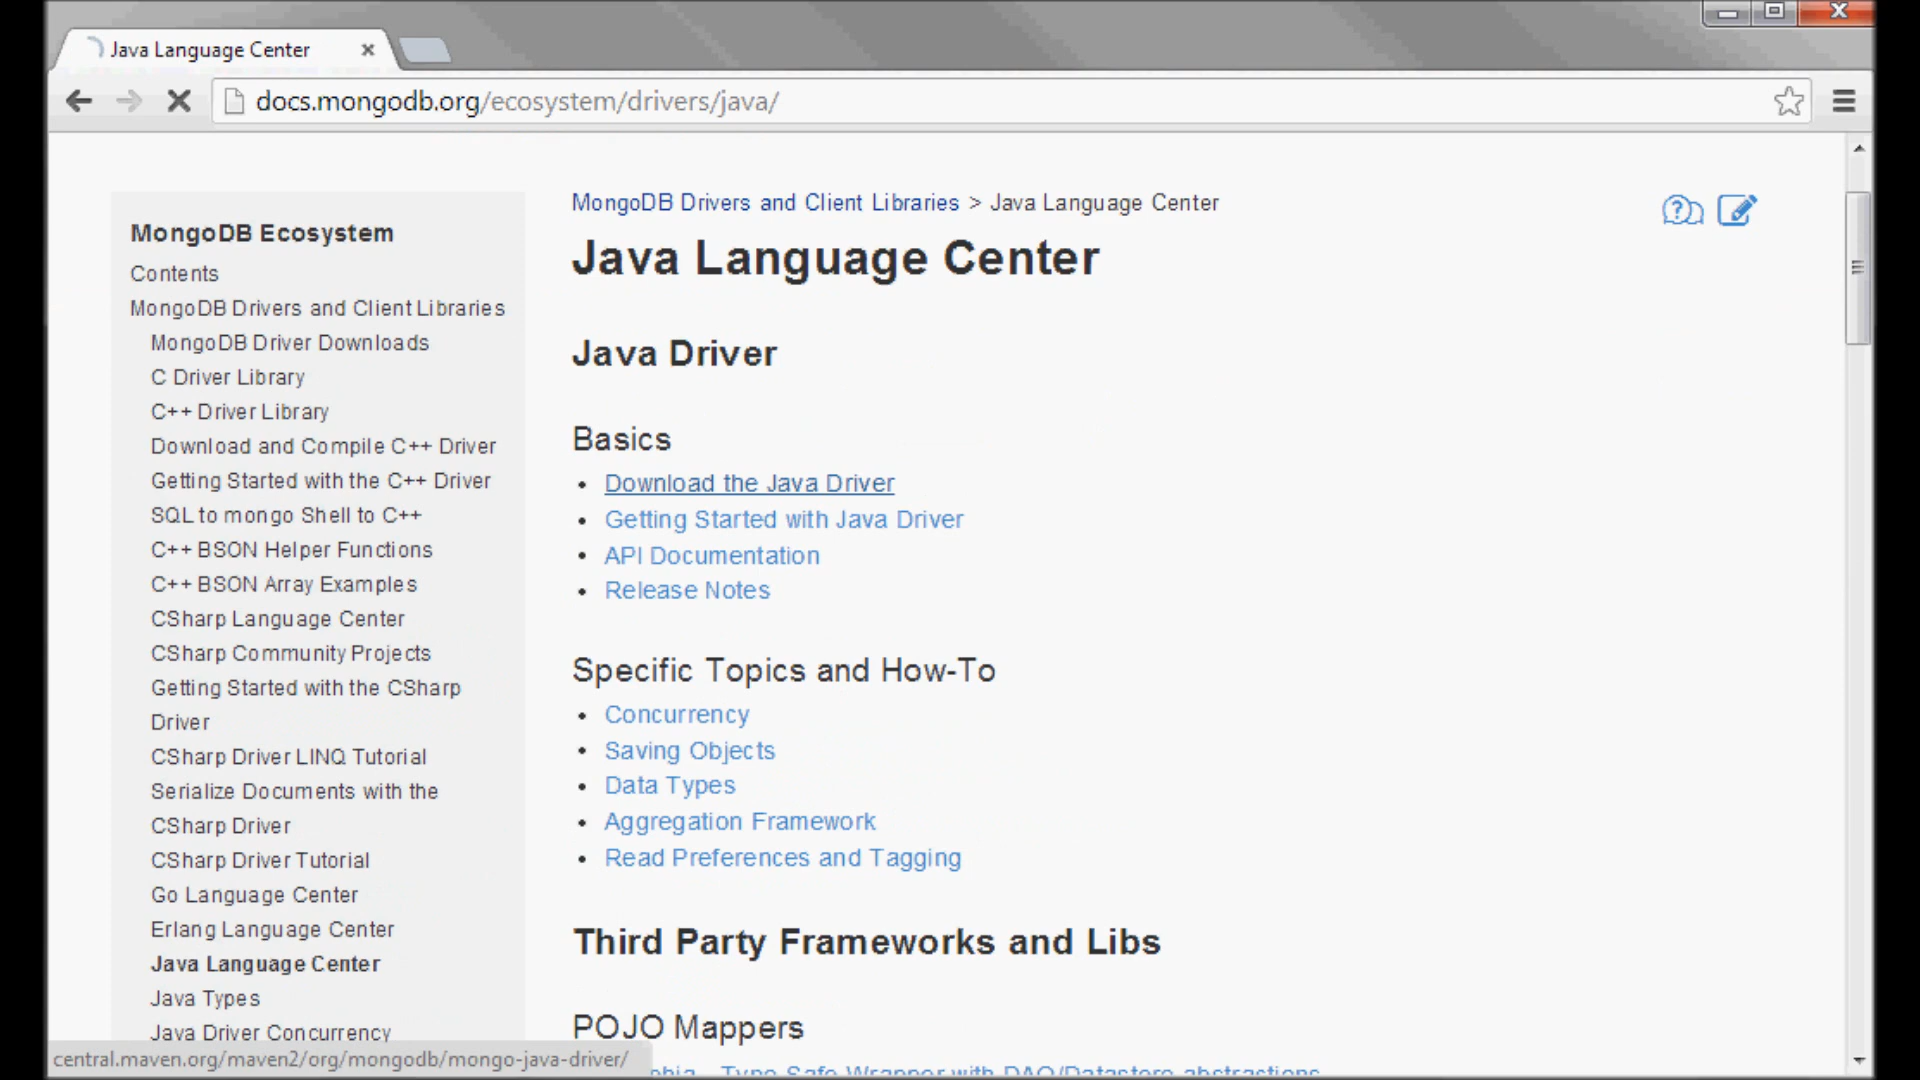 Java Language Center
docs.mongodb.org/ecosystem/drivers/java/
MongoDB Ecosystem
Contents
MongoDB Drivers and Client Libraries
MongoDB Driver Downloads
C Driver Library
C++ Driver Library
Download and Compile C++ Driver
Getting Started with the C++ Driver
SQL to mongo Shell to C++
C++ BSON Helper Functions
C++ BSON Array Examples
CSharp Language Center
CSharp Community Projects
Getting Started with the CSharp
Driver
CSharp Driver LINQ Tutorial
Serialize Documents with the
CSharp Driver
CSharp Driver Tutorial
Go Language Center
Erlang Language Center
Java Language Center
Java Types
Java Driver Concurrency
central.maven.org/maven2/org/mongodb/mongo-java-driver/
MongoDB Drivers and Client Libraries > Java Language Center
Java Language Center
Java Driver
Basics
• Download the Java Driver
• Getting Started with Java Driver
• API Documentation
• Release Notes
Specific Topics and How-To
• Concurrency
• Saving Objects
• Data Types
• Aggregation Framework
• Read Preferences and Tagging
Third Party Frameworks and Libs
POJO Mappers
Type Safe Wrapper with DAO/Datastore abstractions